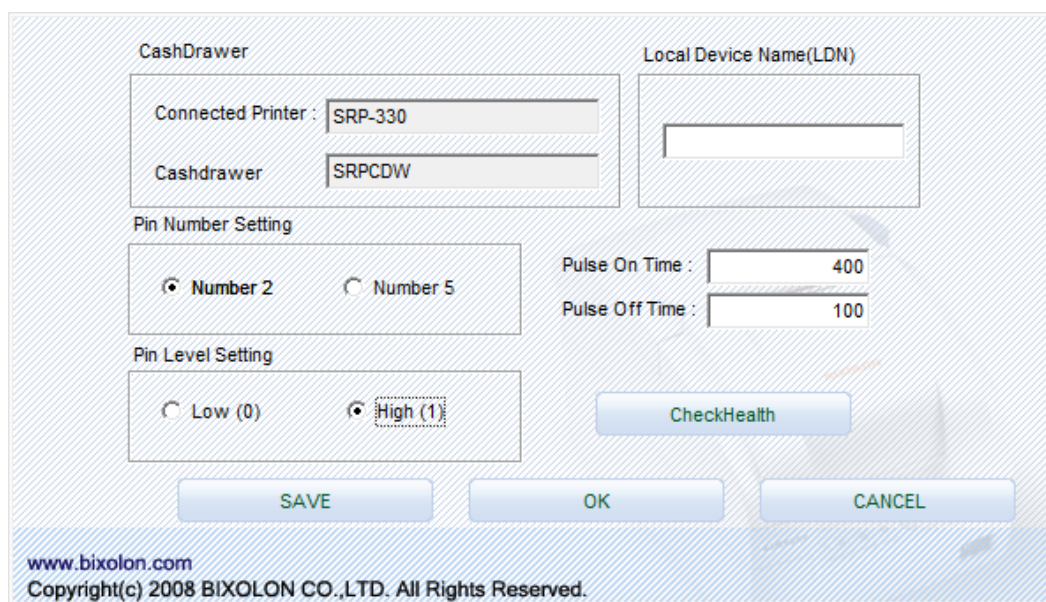 CashDrawer
Local Device Name(LDN)
Connected Printer : SRP-330
Cashdrawer SRPCDW
Pin Number Setting
Number 2 Number 5
Pulse On Time : 400
Pulse Off Time : 100
Pin Level Setting
Low (0) High (1)
CheckHealth
SAVE OK CANCEL
www.bixolon.com
Copyright(c) 2008 BIXOLON CO.,LTD. All Rights Reserved.